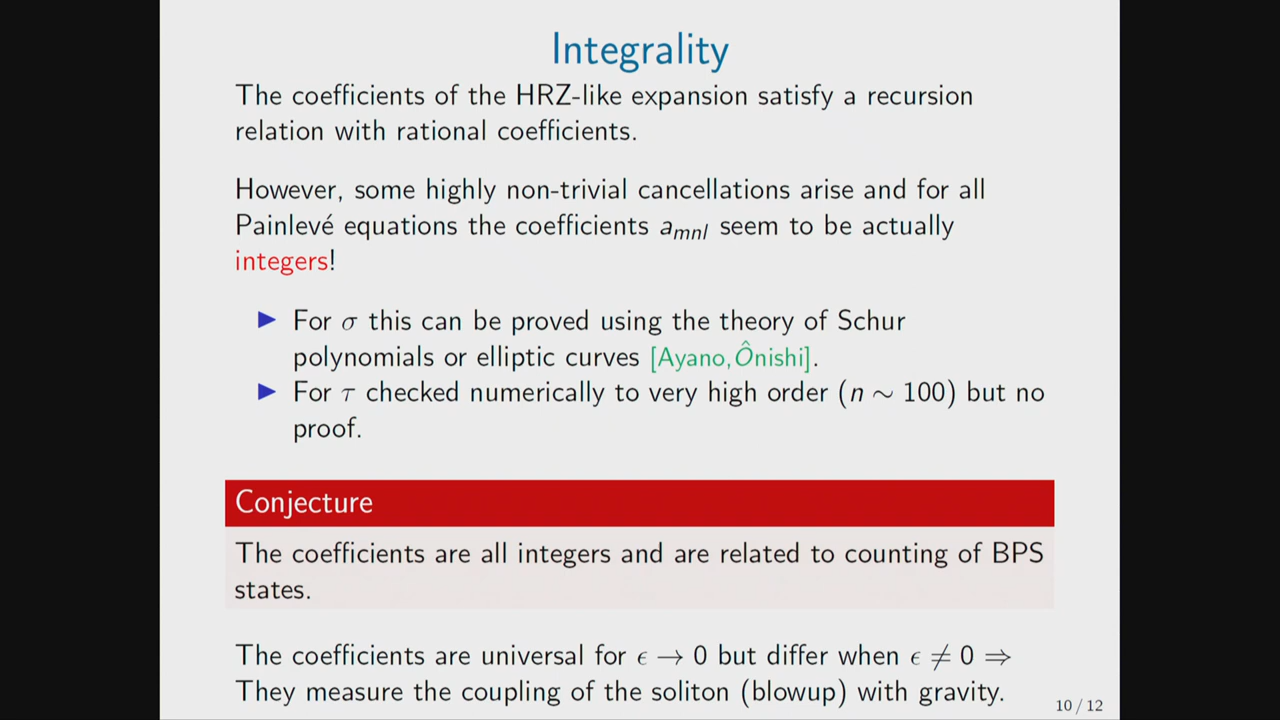 Integrality
The coefficients of the HRZ-like expansion satisfy a recursion
relation with rational coefficients.
However, some highly non-trivial cancellations arise and for all
Painlevé equations the coefficients aₘₙₗ seem to be actually
integers!
▶ For σ this can be proved using the theory of Schur
polynomials or elliptic curves [Ayano,Ônishi].
▶ For τ checked numerically to very high order (n ∼ 100) but no
proof.
Conjecture
The coefficients are all integers and are related to counting of BPS
states.
The coefficients are universal for ϵ → 0 but differ when ϵ ≠ 0 ⇒
They measure the coupling of the soliton (blowup) with gravity.
10 / 12